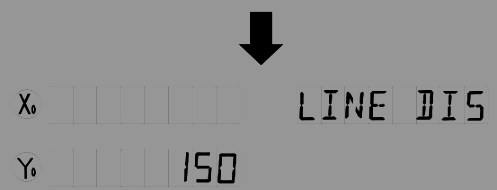 X₀ LINE DIS
Y₀ 150